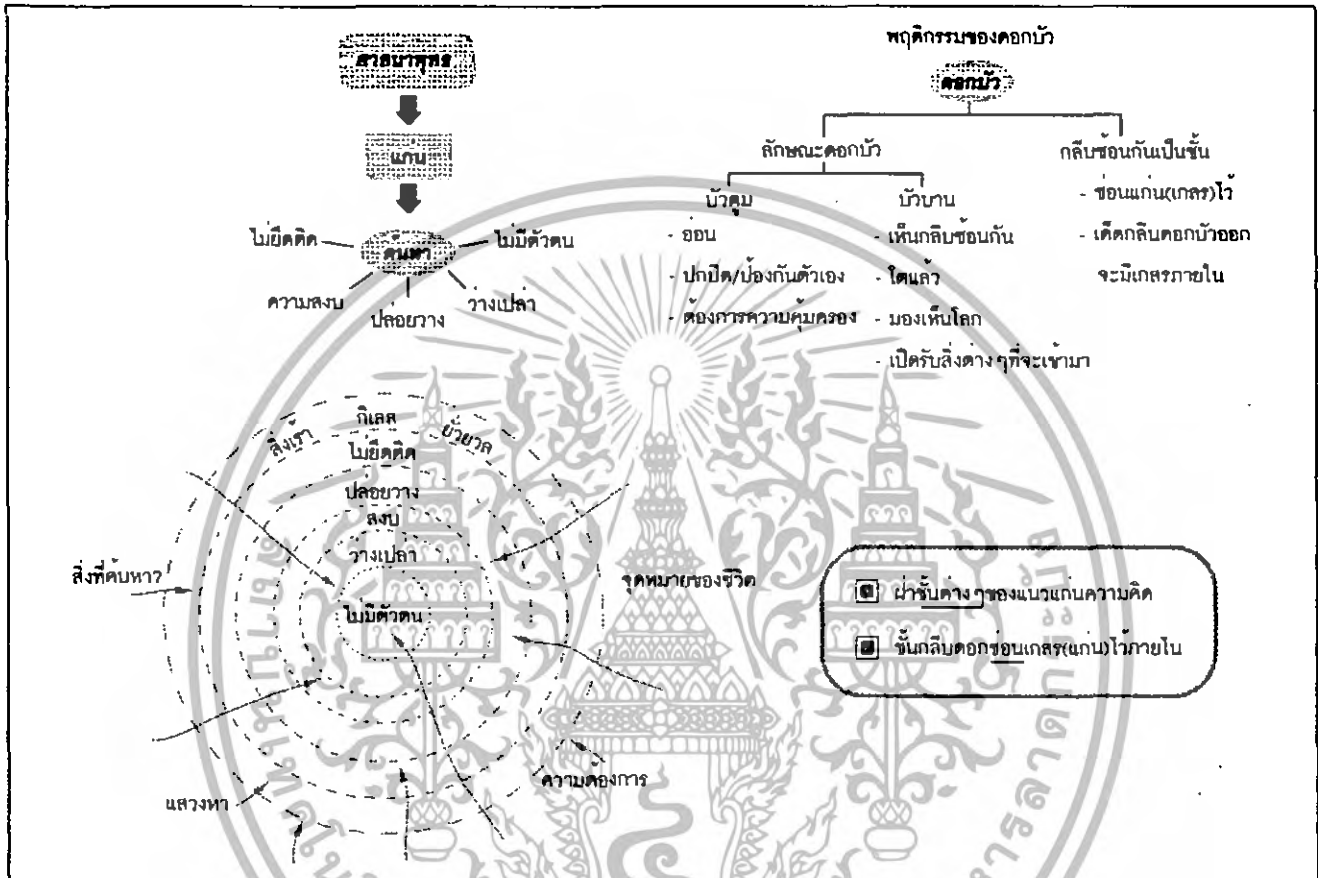 ศาสนาพุทธ
แก่น
ค้นหา
ไม่ยึดติด
ไม่มีตัวตน
ความสงบ
ปล่อยวาง
ว่างเปล่า
พฤติกรรมของดอกบัว
ดอกบัว
ลักษณะดอกบัว
กลีบซ้อนกันเป็นชั้น
บัวตูม
- อ่อน
- ปกปิด/ป้องกันตัวเอง
- ต้องการความคุ้มครอง
บัวบาน
- เห็นกลีบซ้อนกัน
- โตแล้ว
- มองเห็นโลก
- เปิดรับสิ่งต่าง ๆที่จะเข้ามา
- ซ่อนแก่น(เกสร)ไว้
- เด็ดกลีบดอกบัวออก
จะมีเกสรภายใน
กิเลส
สิ่งเร้า
ยั่วยวล
ไม่ยึดติด
ปล่อยวาง
สงบ
ว่างเปล่า
ไม่มีตัวตน
สิ่งที่ค้นหา?
จุดหมายของชีวิต
ความต้องการ
แสวงหา
ฝ่าชั้นต่าง ๆของแนวแก่นความคิด
ชั้นกลีบดอกซ่อนเกสร(แก่น)ไว้ภายใน